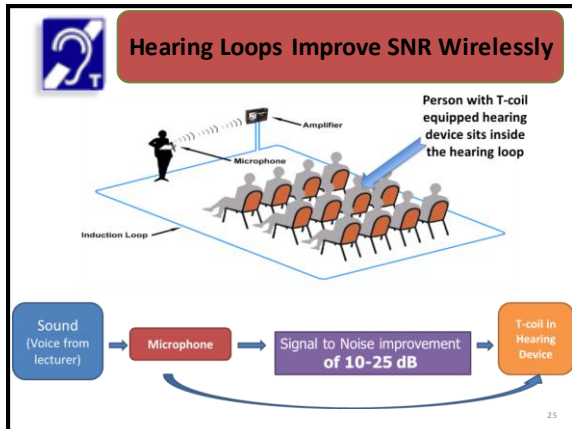 T
Hearing Loops Improve SNR Wirelessly
Person with T-coil
equipped hearing
device sits inside
the hearing loop
Amplifier
Microphone
Induction Loop
Sound
(Voice from
lecturer)
Microphone
Signal to Noise improvement
of 10-25 dB
T-coil in
Hearing
Device
25